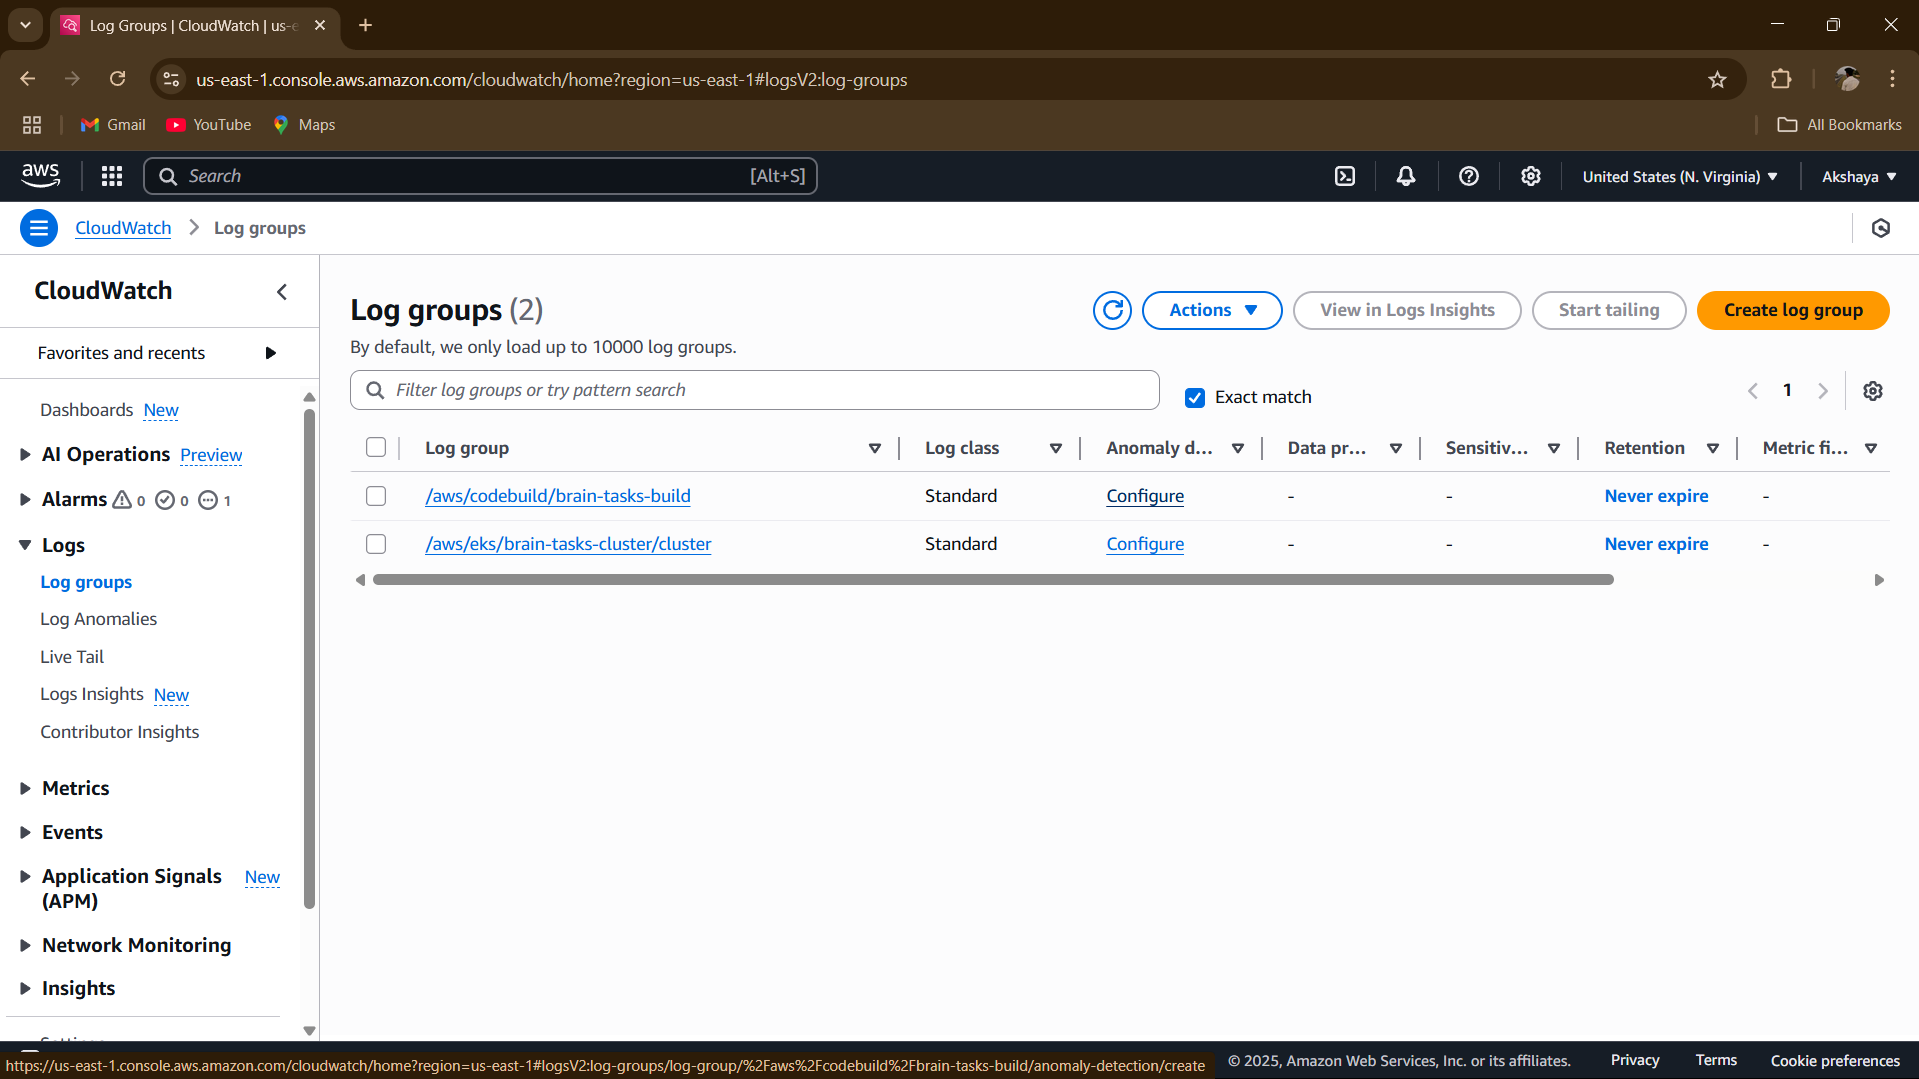 Log Groups | CloudWatch | us-e
us-east-1.console.aws.amazon.com/cloudwatch/home?region=us-east-1#logsV2:log-groups
Gmail YouTube Maps All Bookmarks
aws Search [Alt+S] United States (N. Virginia) Akshaya
CloudWatch Log groups
CloudWatch
Favorites and recents
Dashboards New
AI Operations Preview
Alarms 0 0 1
Logs
Log groups
Log Anomalies
Live Tail
Logs Insights New
Contributor Insights
Metrics
Events
Application Signals New
(APM)
Network Monitoring
Insights
Log groups (2)
Actions View in Logs Insights Start tailing Create log group
By default, we only load up to 10000 log groups.
Filter log groups or try pattern search Exact match 1
Log group Log class Anomaly d... Data pr... Sensitiv... Retention Metric fi...
/aws/codebuild/brain-tasks-build Standard Configure - - Never expire -
/aws/eks/brain-tasks-cluster/cluster Standard Configure - - Never expire -
https://us-east-1.console.aws.amazon.com/cloudwatch/home?region=us-east-1#logsV2:log-groups/log-group/%2Faws%2Fcodebuild%2Fbrain-tasks-build/anomaly-detection/create
© 2025, Amazon Web Services, Inc. or its affiliates. Privacy Terms Cookie preferences